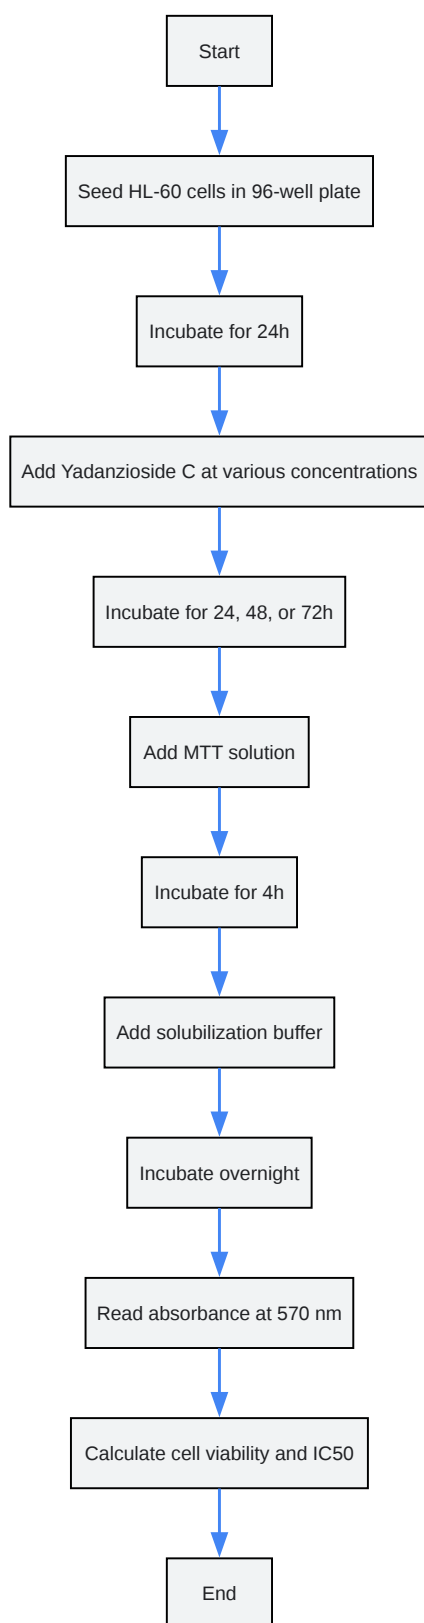 Start
Seed HL-60 cells in 96-well plate
Incubate for 24h
Add Yadanzioside C at various concentrations
Incubate for 24, 48, or 72h
Add MTT solution
Incubate for 4h
Add solubilization buffer
Incubate overnight
Read absorbance at 570 nm
Calculate cell viability and IC50
End